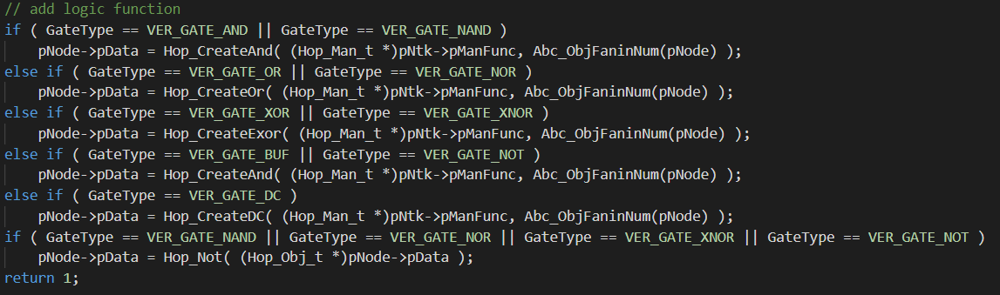 // add logic function
if ( GateType == VER_GATE_AND || GateType == VER_GATE_NAND )
    pNode->pData = Hop_CreateAnd( (Hop_Man_t *)pNtk->pManFunc, Abc_ObjFaninNum(pNode) );
else if ( GateType == VER_GATE_OR || GateType == VER_GATE_NOR )
    pNode->pData = Hop_CreateOr( (Hop_Man_t *)pNtk->pManFunc, Abc_ObjFaninNum(pNode) );
else if ( GateType == VER_GATE_XOR || GateType == VER_GATE_XNOR )
    pNode->pData = Hop_CreateExor( (Hop_Man_t *)pNtk->pManFunc, Abc_ObjFaninNum(pNode) );
else if ( GateType == VER_GATE_BUF || GateType == VER_GATE_NOT )
    pNode->pData = Hop_CreateAnd( (Hop_Man_t *)pNtk->pManFunc, Abc_ObjFaninNum(pNode) );
else if ( GateType == VER_GATE_DC )
    pNode->pData = Hop_CreateDC( (Hop_Man_t *)pNtk->pManFunc, Abc_ObjFaninNum(pNode) );
if ( GateType == VER_GATE_NAND || GateType == VER_GATE_NOR || GateType == VER_GATE_XNOR || GateType == VER_GATE_NOT )
    pNode->pData = Hop_Not( (Hop_Obj_t *)pNode->pData );
return 1;